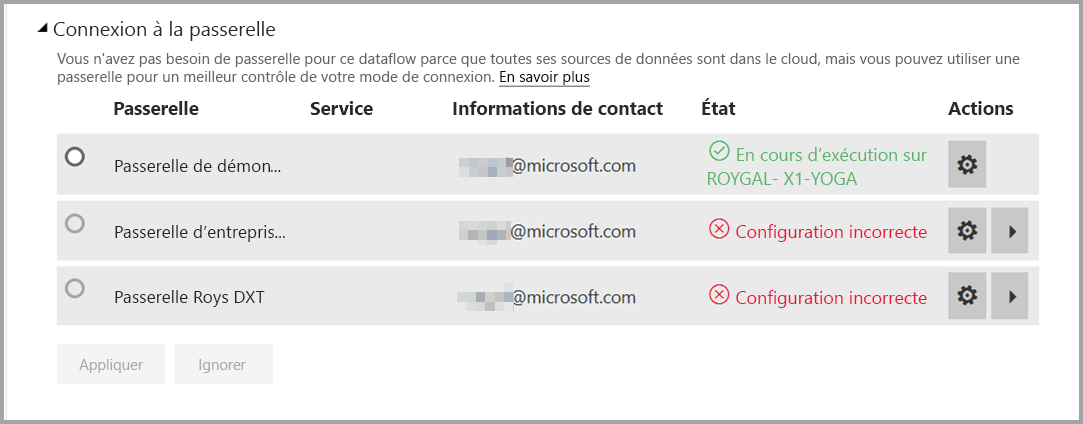 Connexion à la passerelle
Vous n'avez pas besoin de passerelle pour ce dataflow parce que toutes ses sources de données sont dans le cloud, mais vous pouvez utiliser une
passerelle pour un meilleur contrôle de votre mode de connexion. En savoir plus
Passerelle Service Informations de contact État Actions
Passerelle de démon... @microsoft.com En cours d’exécution sur
ROYGAL- X1-YOGA
Passerelle d’entrepris... @microsoft.com Configuration incorrecte
Passerelle Roys DXT @microsoft.com Configuration incorrecte
Appliquer Ignorer